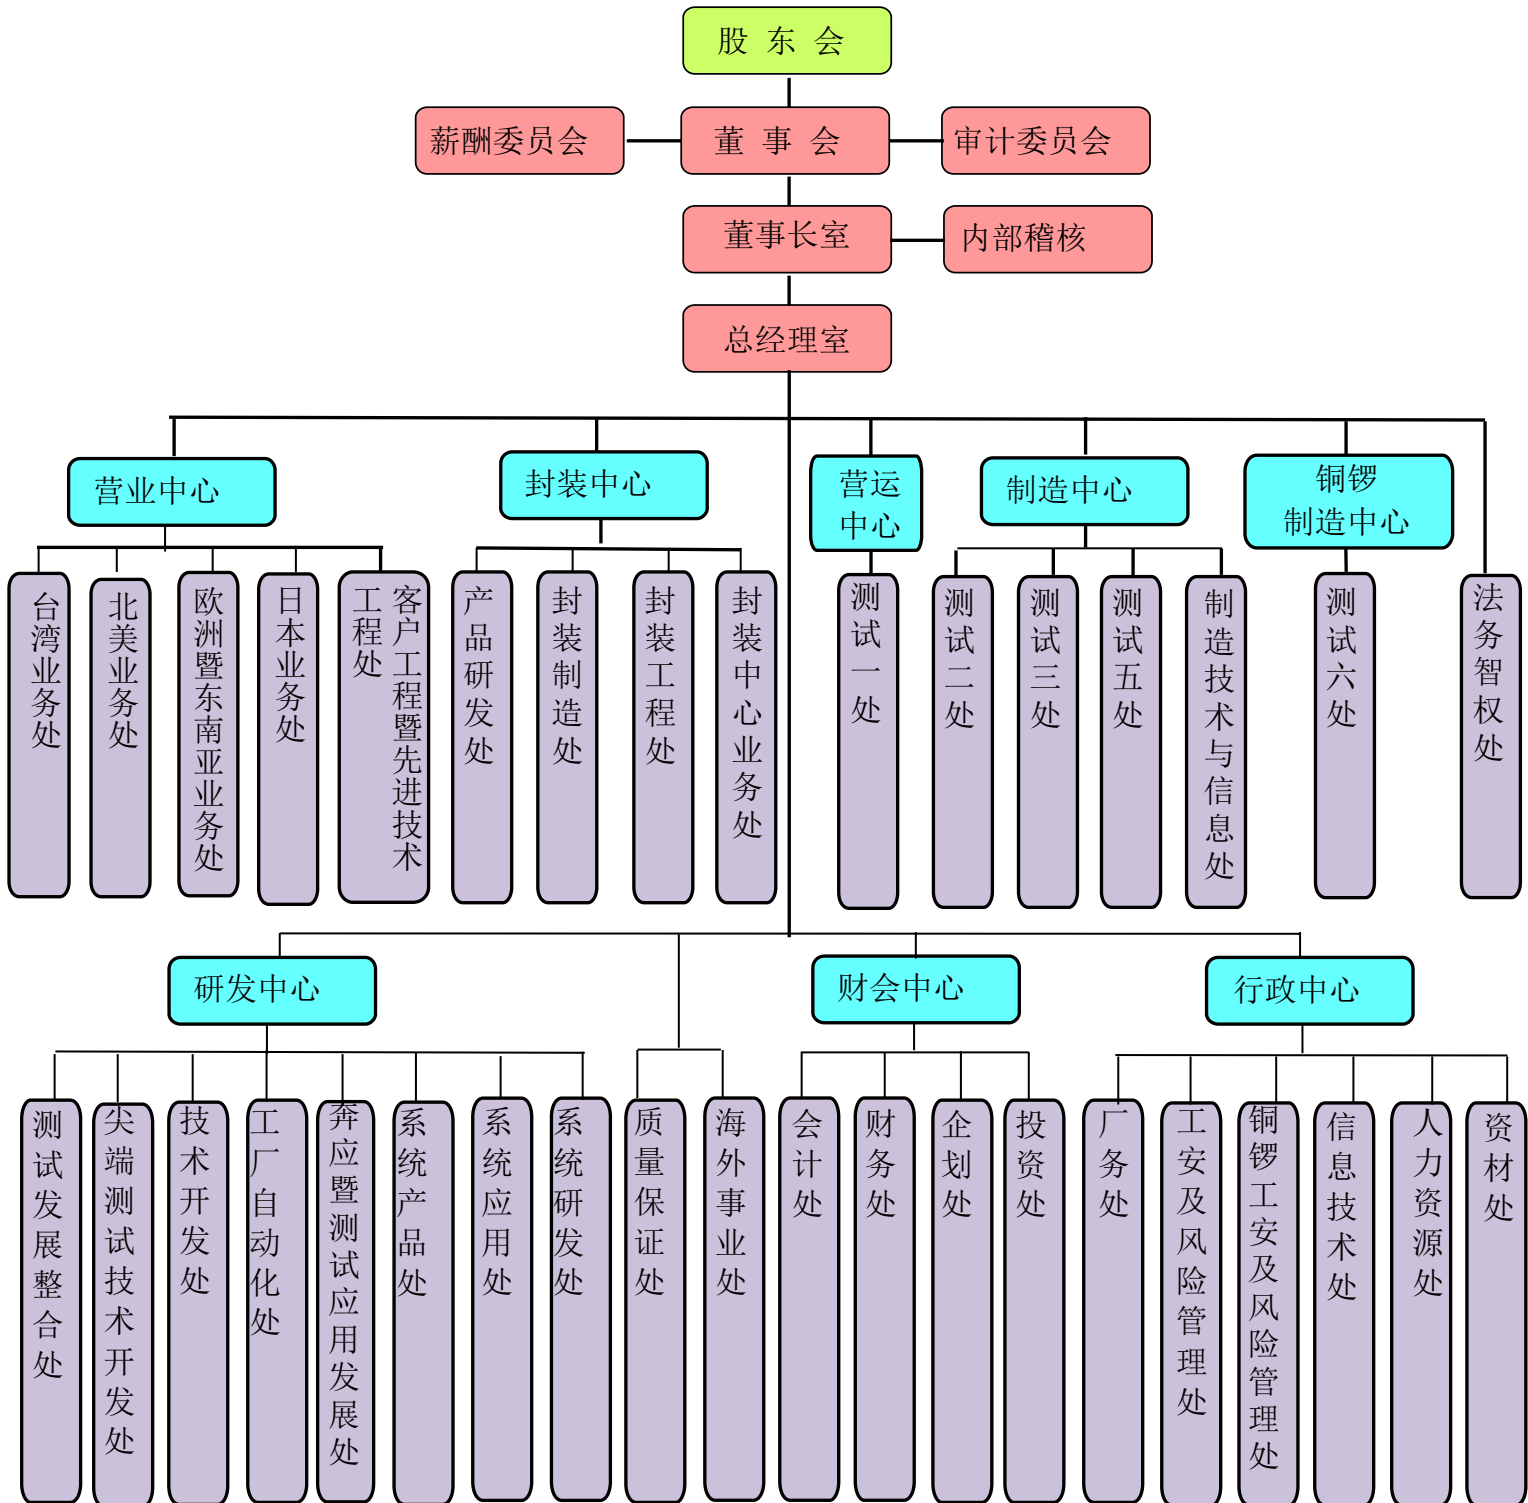 股 东 会
薪酬委员会
董 事 会
审计委员会
董事长室
内部稽核
总经理室
营业中心
封装中心
营运
中心
制造中心
铜锣
制造中心
台湾业务处
北美业务处
欧洲暨东南亚业务处
日本业务处
客户工程暨先进技术
工程处
产品研发处
封装制造处
封装工程处
封装中心业务处
测试一处
测试二处
测试三处
测试五处
制造技术与信息处
测试六处
法务智权处
研发中心
财会中心
行政中心
测试发展整合处
尖端测试技术开发处
技术开发处
工厂自动化处
奔应暨测试应用发展处
系统产品处
系统应用处
系统研发处
质量保证处
海外事业处
会计处
财务处
企划处
投资处
厂务处
工安及风险管理处
铜锣工安及风险管理处
信息技术处
人力资源处
资材处